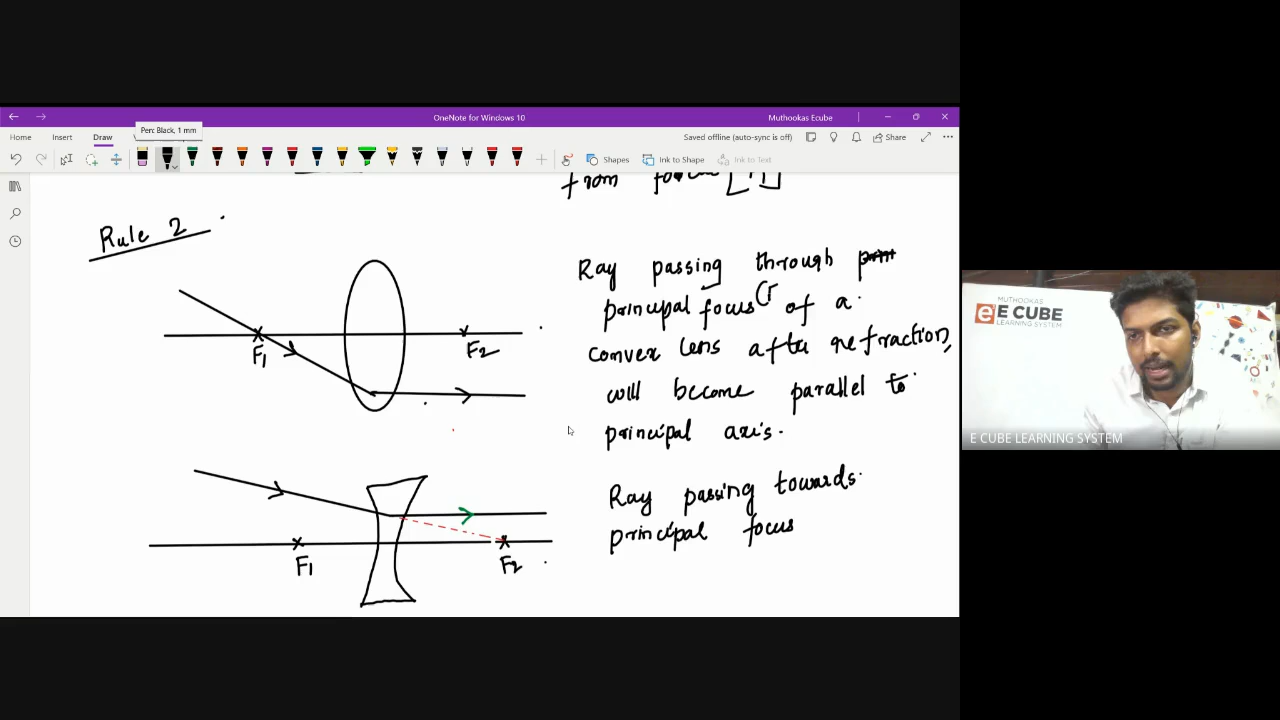 OneNote for Windows 10
Muthookas Ecube
Pen: Black, 1 mm
Home Insert Draw
Saved offline (auto-sync is off)
Share
Shapes
Ink to Shape
Ink to Text
from
Rule 2
Ray passing through
principal focus of a
convex lens after refraction,
will become parallel to
principal axis.
F1
F2
Ray passing towards
principal focus
F1
F2
MUTHOOKAS
e E CUBE
LEARNING SYSTEM
E CUBE LEARNING SYSTEM